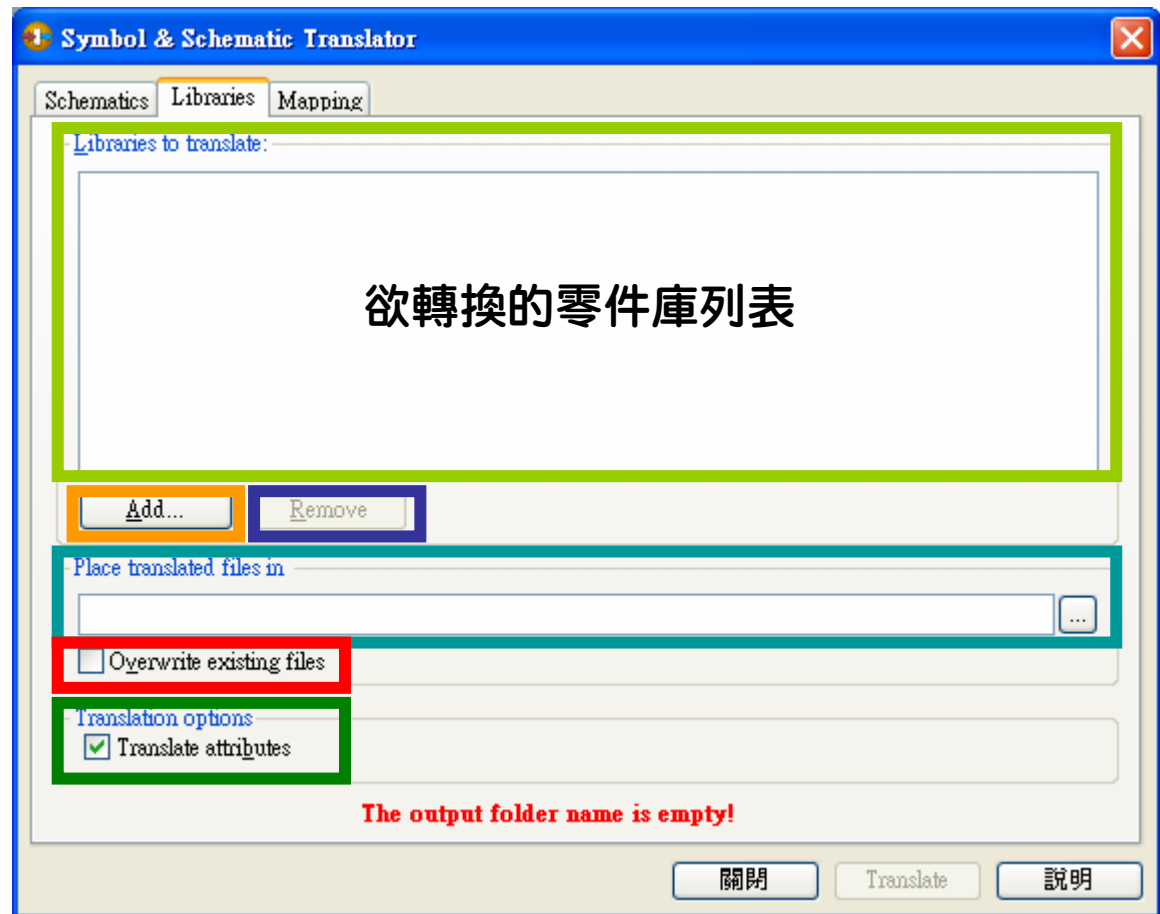 Symbol & Schematic Translator
Schematics Libraries Mapping
Libraries to translate:
欲轉換的零件庫列表
Add... Remove
Place translated files in
...
Overwrite existing files
Translation options
Translate attributes
The output folder name is empty!
關閉 Translate 說明